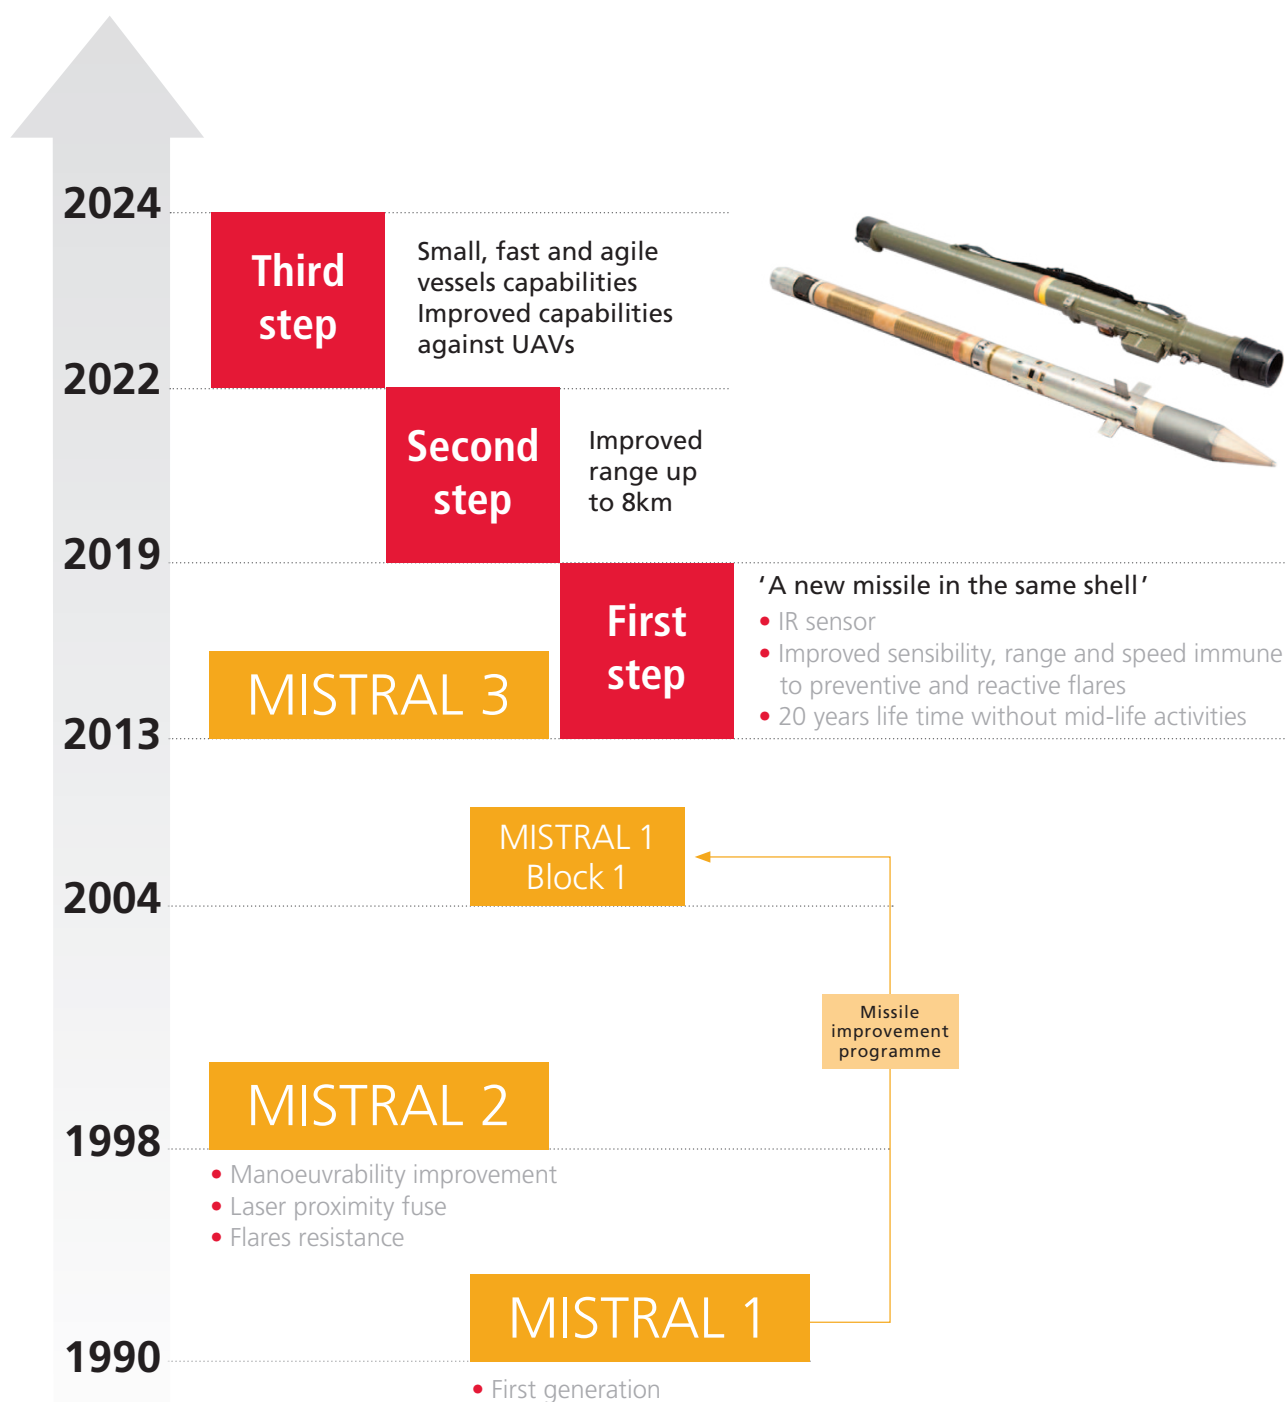 2024
Third
step
Small, fast and agile
vessels capabilities
Improved capabilities
against UAVs
2022
Second
step
Improved
range up
to 8km
2019
First
step
‘A new missile in the same shell’
• IR sensor
• Improved sensibility, range and speed immune
to preventive and reactive flares
• 20 years life time without mid-life activities
MISTRAL 3
2013
MISTRAL 1
Block 1
2004
Missile
improvement
programme
MISTRAL 2
1998
• Manoeuvrability improvement
• Laser proximity fuse
• Flares resistance
MISTRAL 1
1990
• First generation